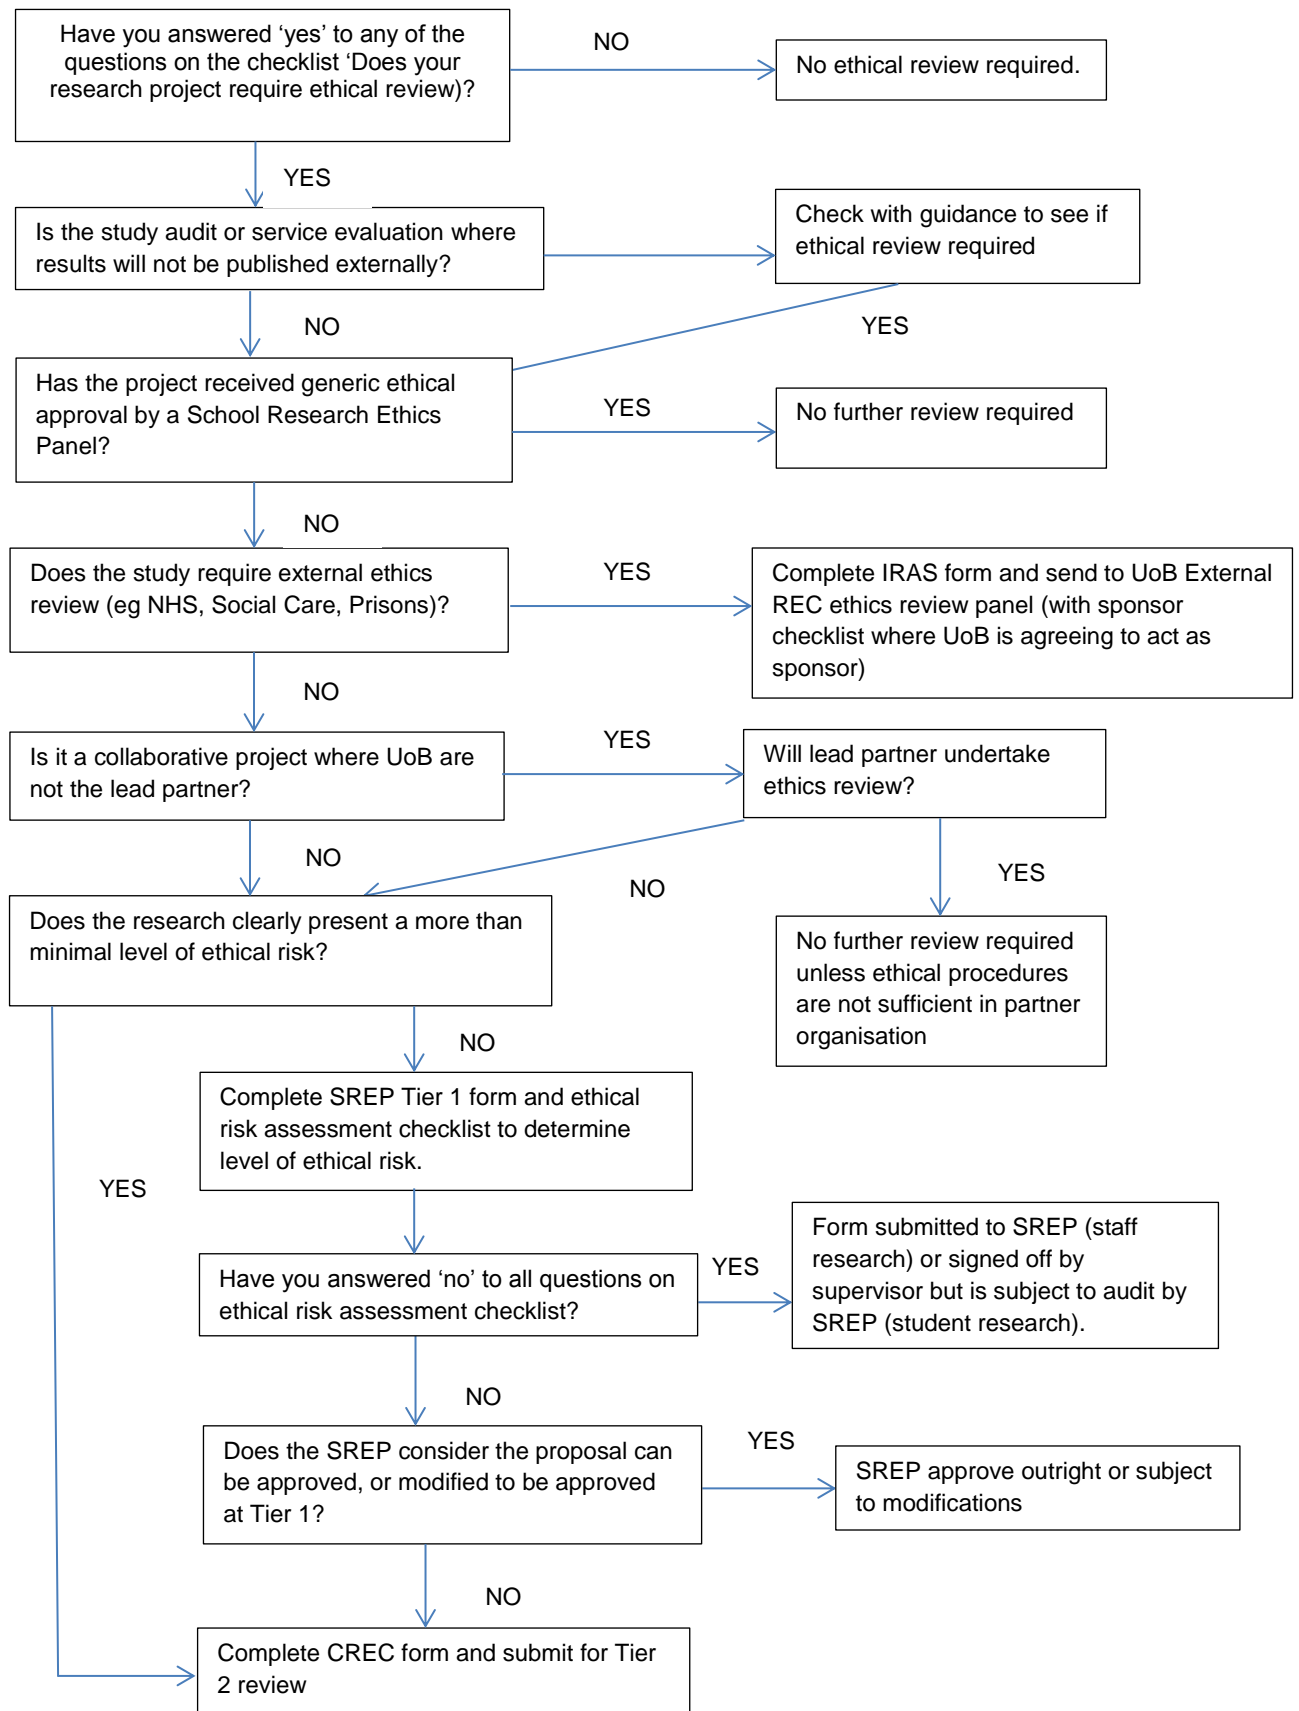 Have you answered ‘yes’ to any of the
questions on the checklist ‘Does your
research project require ethical review)?
NO
No ethical review required.
YES
Is the study audit or service evaluation where
results will not be published externally?
Check with guidance to see if
ethical review required
NO
YES
Has the project received generic ethical
approval by a School Research Ethics
Panel?
YES
No further review required
NO
Does the study require external ethics
review (eg NHS, Social Care, Prisons)?
YES
Complete IRAS form and send to UoB External
REC ethics review panel (with sponsor
checklist where UoB is agreeing to act as
sponsor)
NO
Is it a collaborative project where UoB are
not the lead partner?
YES
Will lead partner undertake
ethics review?
NO
NO
YES
Does the research clearly present a more than
minimal level of ethical risk?
No further review required
unless ethical procedures
are not sufficient in partner
organisation
NO
Complete SREP Tier 1 form and ethical
risk assessment checklist to determine
level of ethical risk.
YES
Have you answered ‘no’ to all questions on
ethical risk assessment checklist?
YES
Form submitted to SREP (staff
research) or signed off by
supervisor but is subject to audit by
SREP (student research).
NO
Does the SREP consider the proposal can
be approved, or modified to be approved
at Tier 1?
YES
SREP approve outright or subject
to modifications
NO
Complete CREC form and submit for Tier
2 review